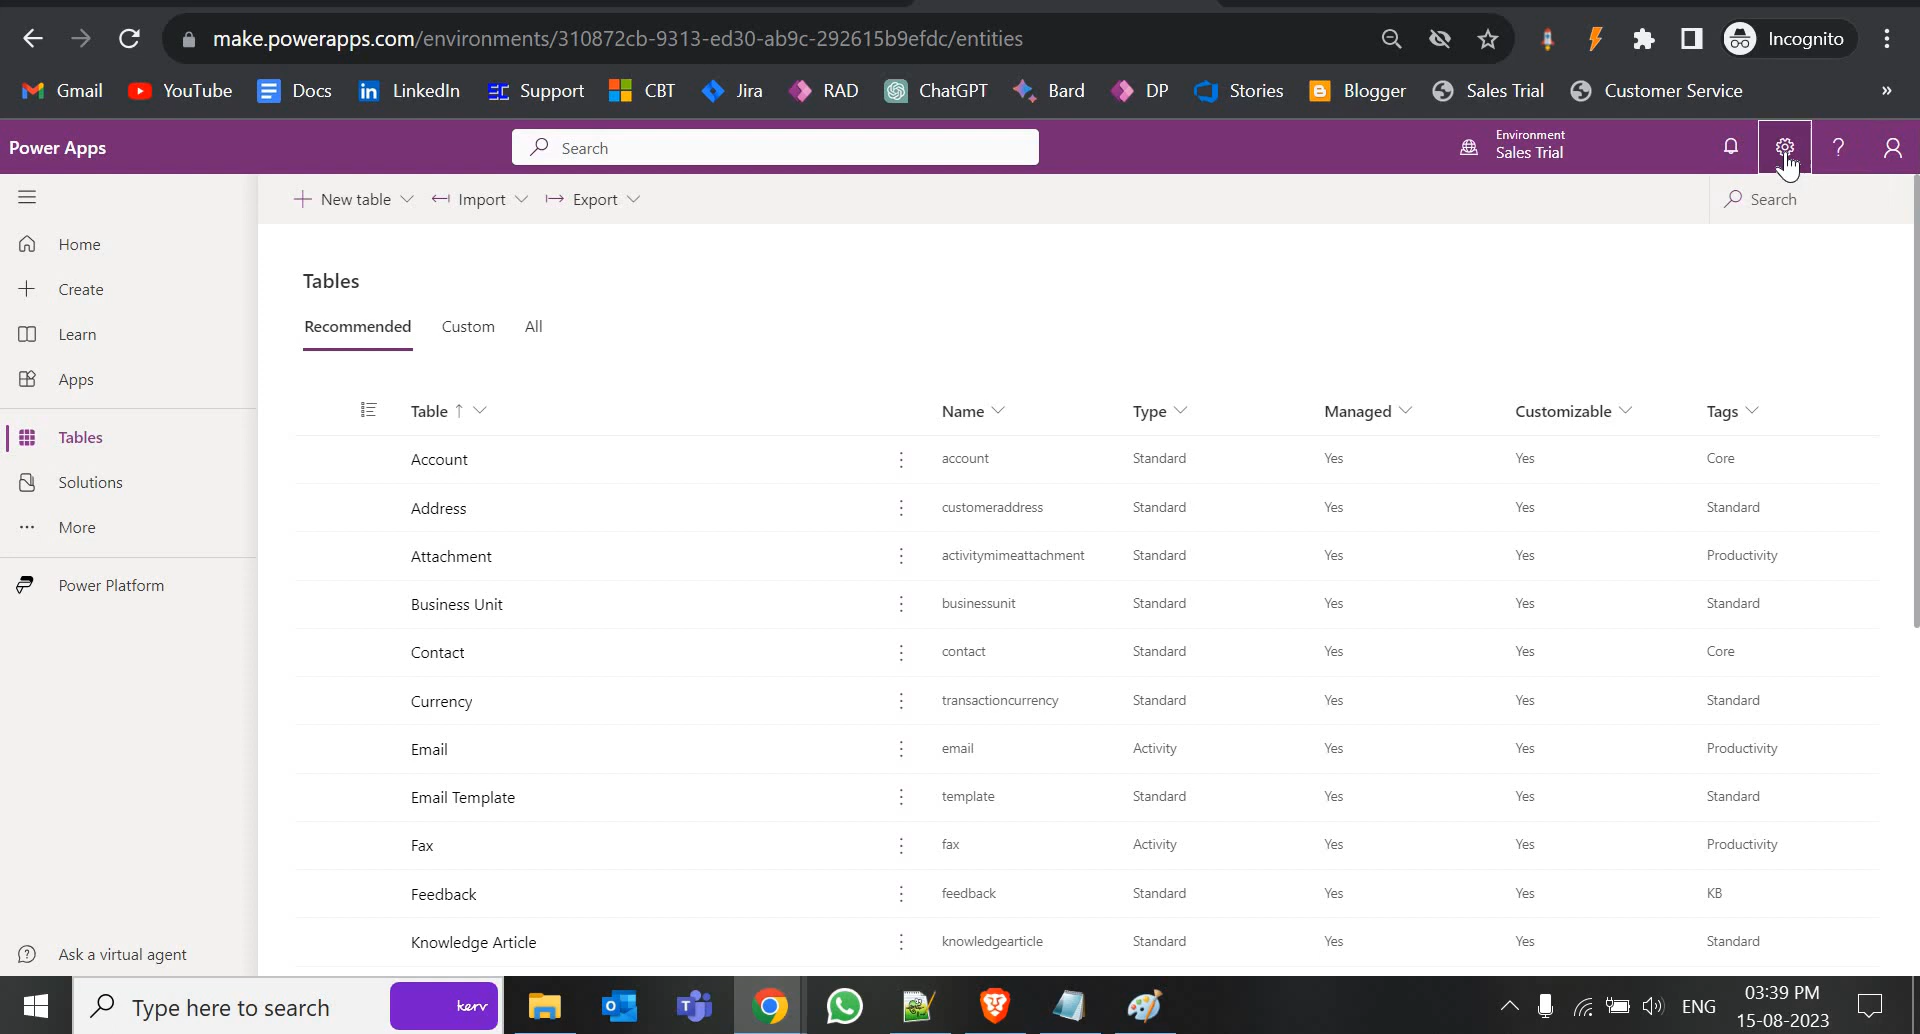 make.powerapps.com/environments/310872cb-9313-ed30-ab9c-292615b9efdc/entities
Incognito
Gmail YouTube Docs LinkedIn Support CBT Jira RAD ChatGPT Bard DP Stories Blogger Sales Trial Customer Service »
Power Apps
Search
Environment
Sales Trial
New table Import Export
Search
Home
Create
Learn
Apps
Tables
Solutions
More
Power Platform
Ask a virtual agent
Tables
Recommended Custom All
Table Name Type Managed Customizable Tags
Account account Standard Yes Yes Core
Address customeraddress Standard Yes Yes Standard
Attachment activitymimeattachment Standard Yes Yes Productivity
Business Unit businessunit Standard Yes Yes Standard
Contact contact Standard Yes Yes Core
Currency transactioncurrency Standard Yes Yes Standard
Email email Activity Yes Yes Productivity
Email Template template Standard Yes Yes Standard
Fax fax Activity Yes Yes Productivity
Feedback feedback Standard Yes Yes KB
Knowledge Article knowledgearticle Standard Yes Yes Standard
Type here to search
kerv
ENG
03:39 PM
15-08-2023